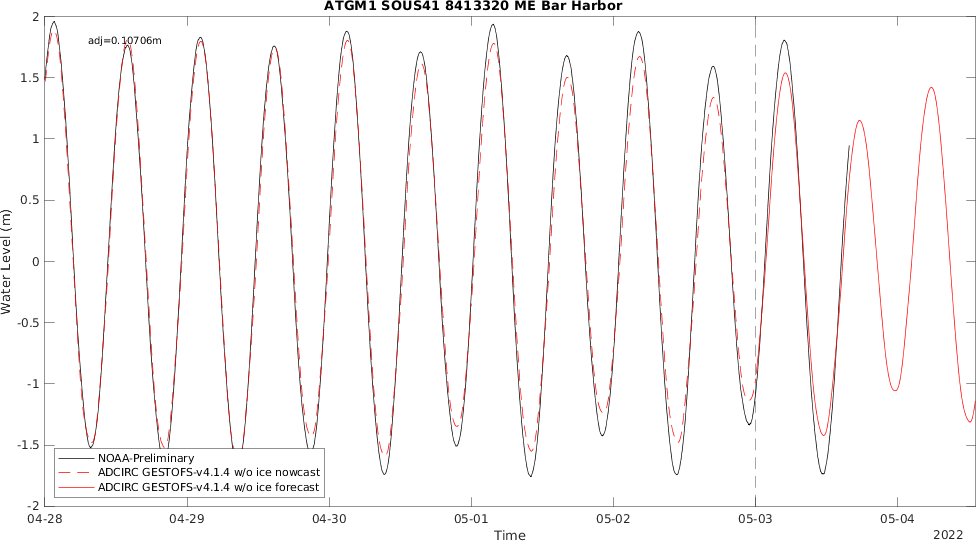 ATGM1 SOUS41 8413320 ME Bar Harbor
adj=0.10706m
2
1.5
1
0.5
0
-0.5
-1
-1.5
-2
Water Level (m)
NOAA-Preliminary
ADCIRC GESTOFS-v4.1.4 w/o ice nowcast
ADCIRC GESTOFS-v4.1.4 w/o ice forecast
04-28 04-29 04-30 05-01 05-02 05-03 05-04
Time
2022